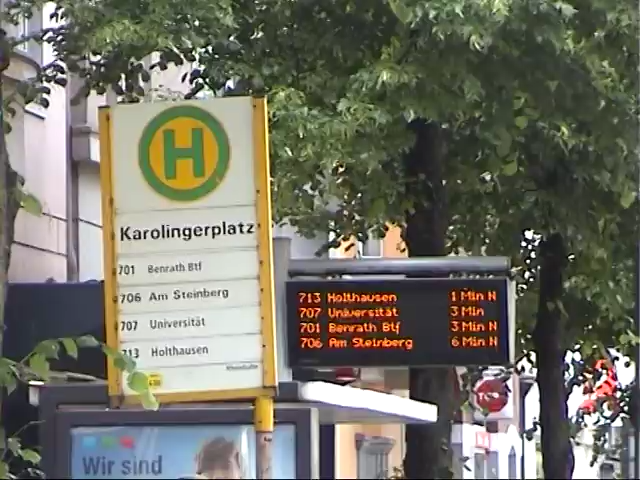 H
Karolingerplatz
701 Benrath Btf
706 Am Steinberg
707 Universität
713 Holthausen
713 Holthausen 1 Min N
707 Universität 3 Min
701 Benrath Btf 3 Min N
706 Am Steinberg 6 Min N
Wir sind